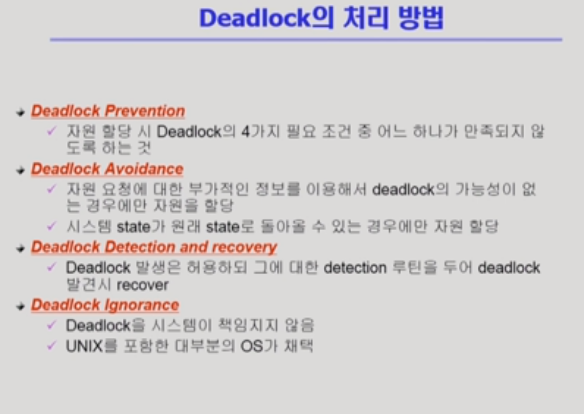 Deadlock의 처리 방법
Deadlock Prevention
자원 할당 시 Deadlock의 4가지 필요 조건 중 어느 하나가 만족되지 않
도록 하는 것
Deadlock Avoidance
자원 요청에 대한 부가적인 정보를 이용해서 deadlock의 가능성이 없
는 경우에만 자원을 할당
시스템 state가 원래 state로 돌아올 수 있는 경우에만 자원 할당
Deadlock Detection and recovery
Deadlock 발생은 허용하되 그에 대한 detection 루틴을 두어 deadlock
발견시 recover
Deadlock Ignorance
Deadlock을 시스템이 책임지지 않음
UNIX를 포함한 대부분의 OS가 채택